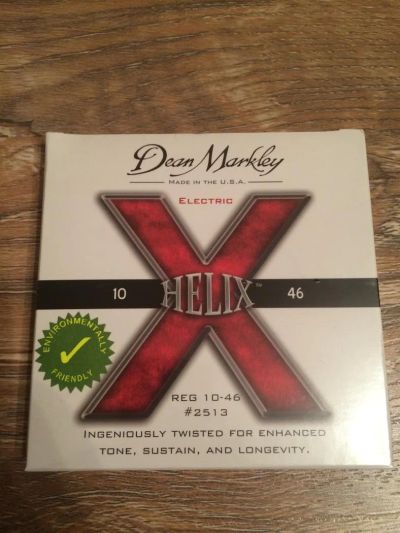 Dean Markley
MADE IN THE U.S.A.
ELECTRIC
10 HELIX™ 46
ENVIRONMENTALLY
FRIENDLY
REG 10-46
#2513
INGENIOUSLY TWISTED FOR ENHANCED
TONE, SUSTAIN, AND LONGEVITY.